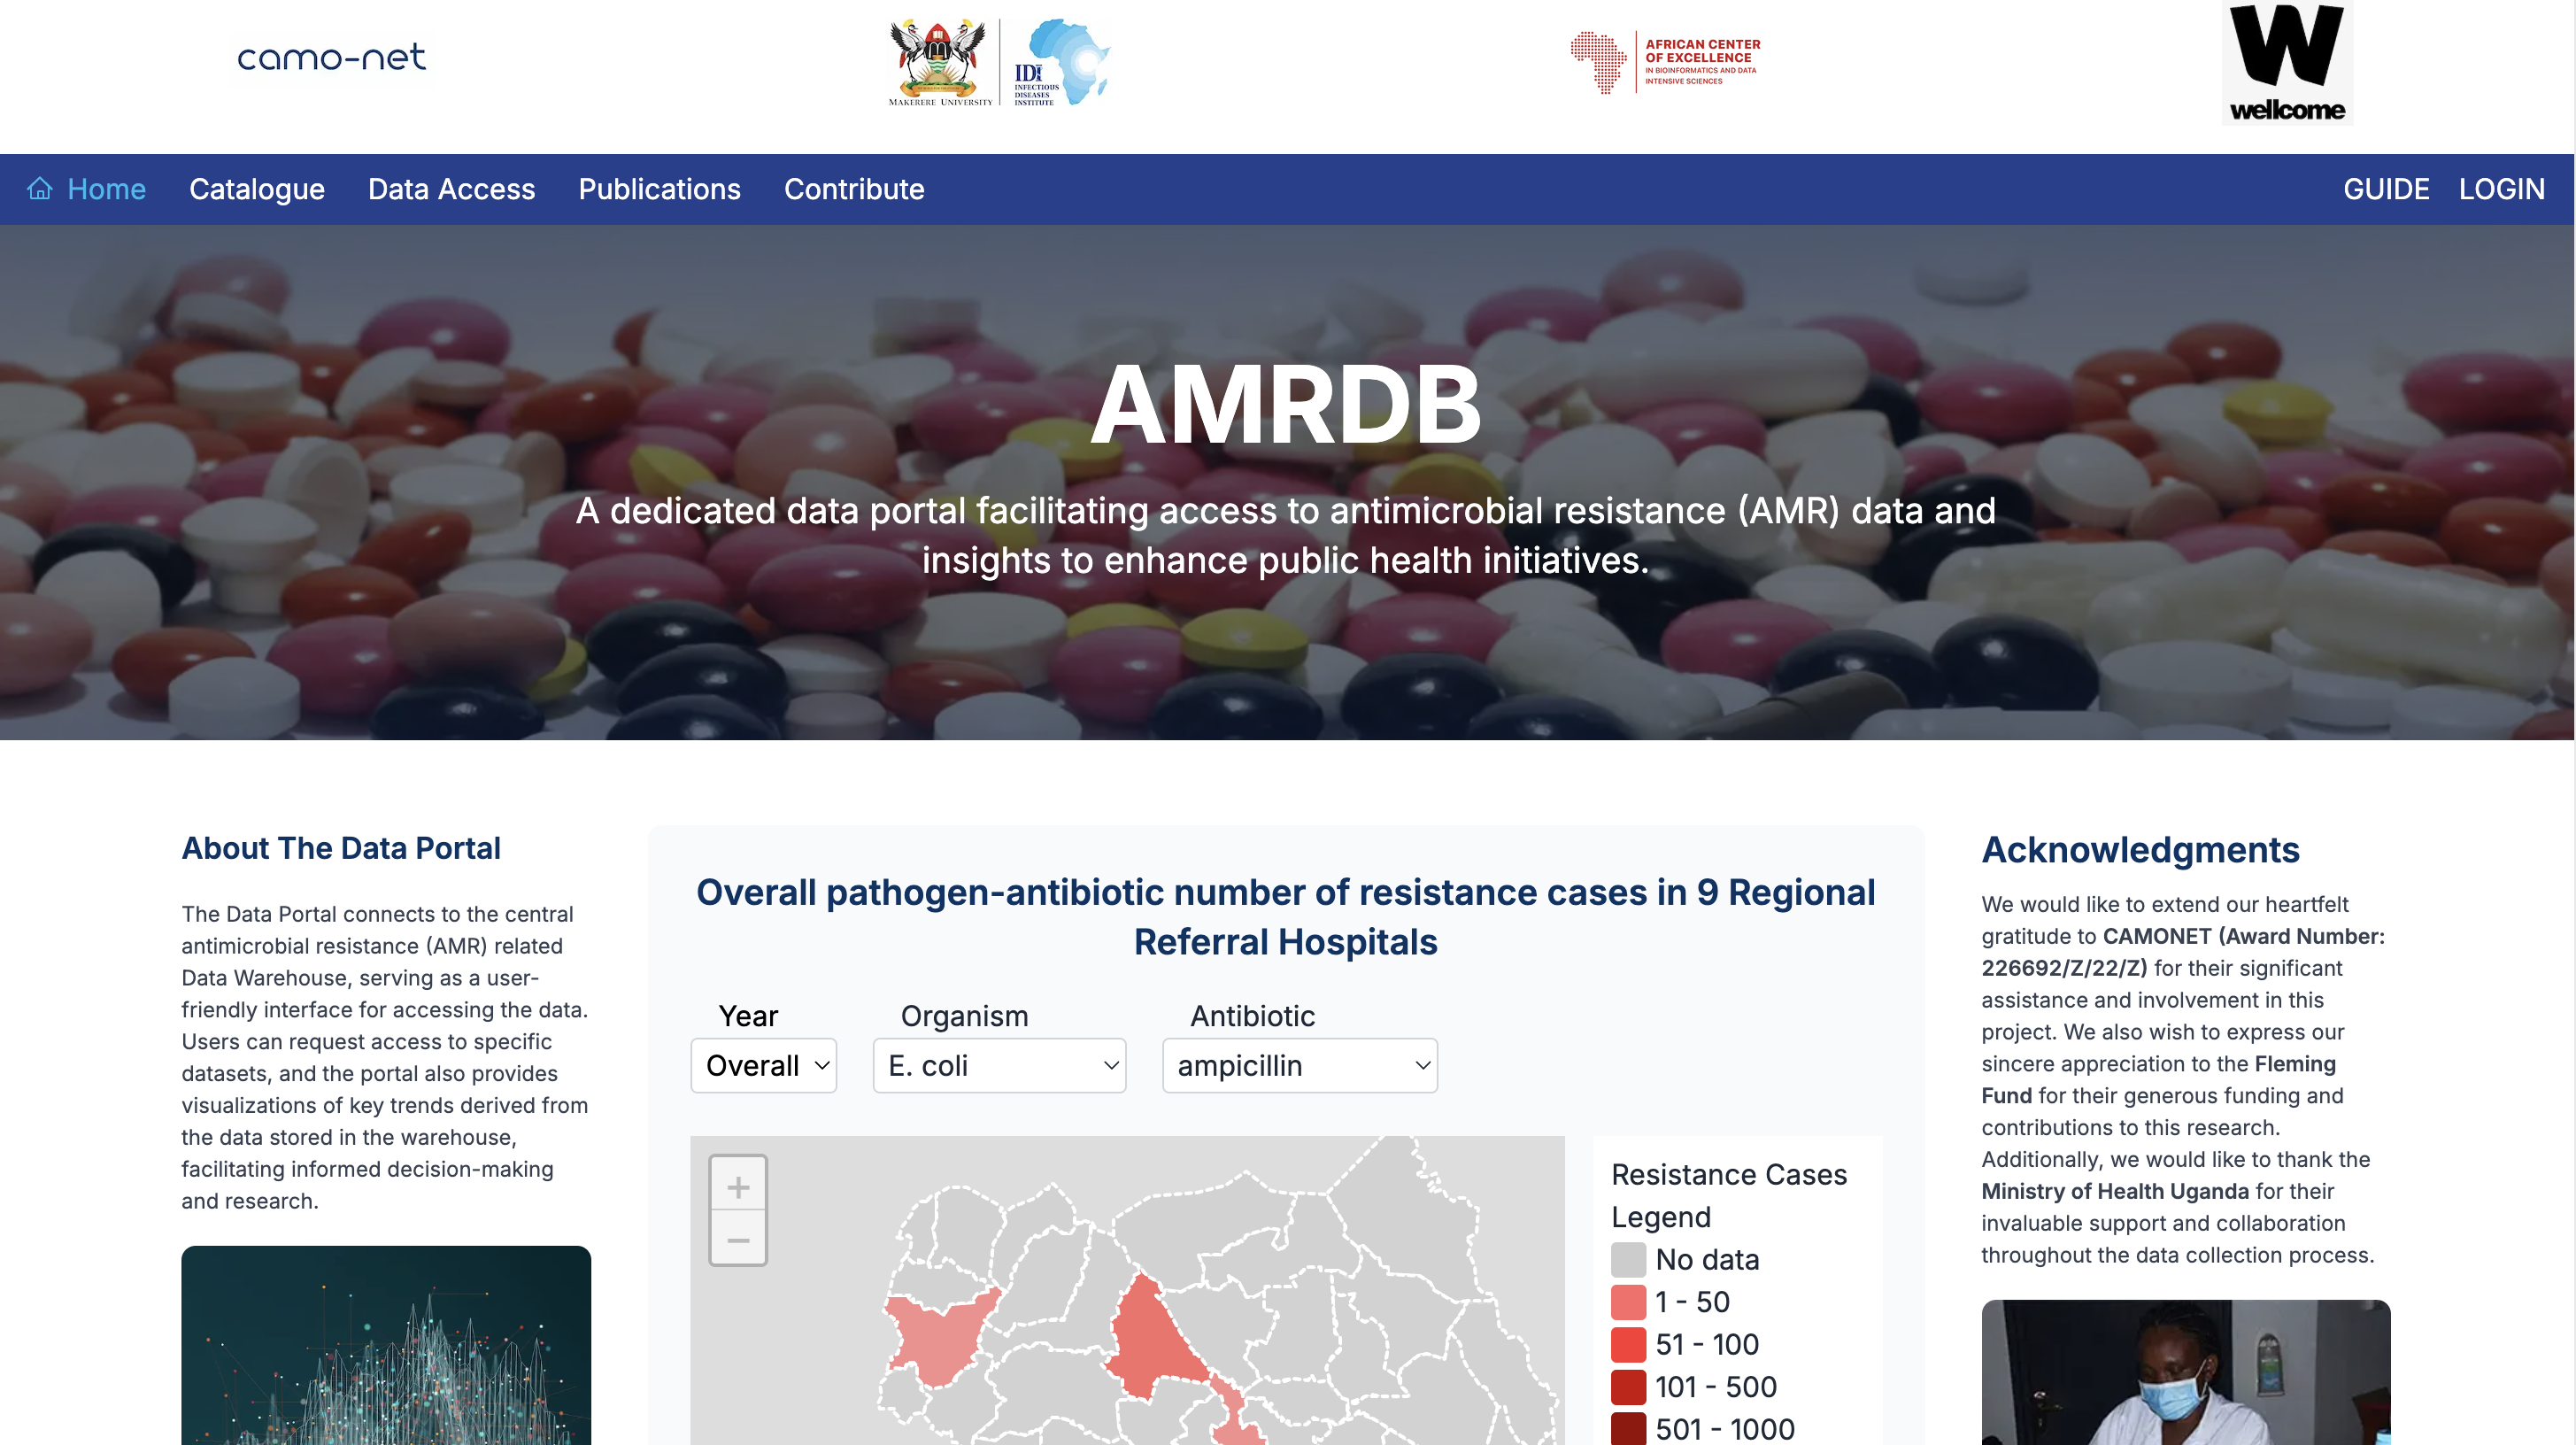 camo-net
MAKERERE UNIVERSITY
IDI
INFECTIOUS
DISEASES
INSTITUTE
AFRICAN CENTER
OF EXCELLENCE
IN BIOINFORMATICS AND DATA
INTENSIVE SCIENCES
W
wellcome
Home
Catalogue
Data Access
Publications
Contribute
GUIDE
LOGIN
AMRDB
A dedicated data portal facilitating access to antimicrobial resistance (AMR) data and
insights to enhance public health initiatives.
About The Data Portal
The Data Portal connects to the central
antimicrobial resistance (AMR) related
Data Warehouse, serving as a user-
friendly interface for accessing the data.
Users can request access to specific
datasets, and the portal also provides
visualizations of key trends derived from
the data stored in the warehouse,
facilitating informed decision-making
and research.
Overall pathogen-antibiotic number of resistance cases in 9 Regional
Referral Hospitals
Year
Organism
Antibiotic
Overall
E. coli
ampicillin
+
−
Resistance Cases
Legend
No data
1 - 50
51 - 100
101 - 500
501 - 1000
Acknowledgments
We would like to extend our heartfelt
gratitude to CAMONET (Award Number:
226692/Z/22/Z) for their significant
assistance and involvement in this
project. We also wish to express our
sincere appreciation to the Fleming
Fund for their generous funding and
contributions to this research.
Additionally, we would like to thank the
Ministry of Health Uganda for their
invaluable support and collaboration
throughout the data collection process.